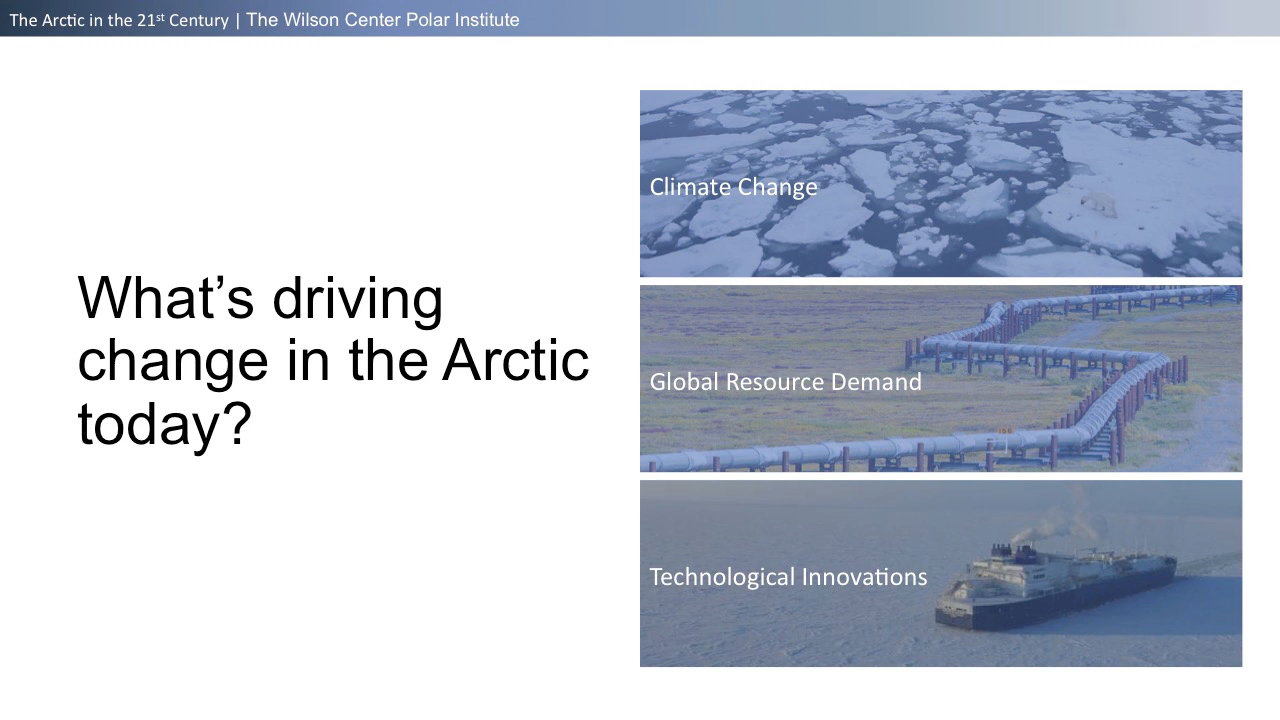 The Arctic in the 21st Century | The Wilson Center Polar Institute
What’s driving
change in the Arctic
today?
Climate Change
Global Resource Demand
Technological Innovations